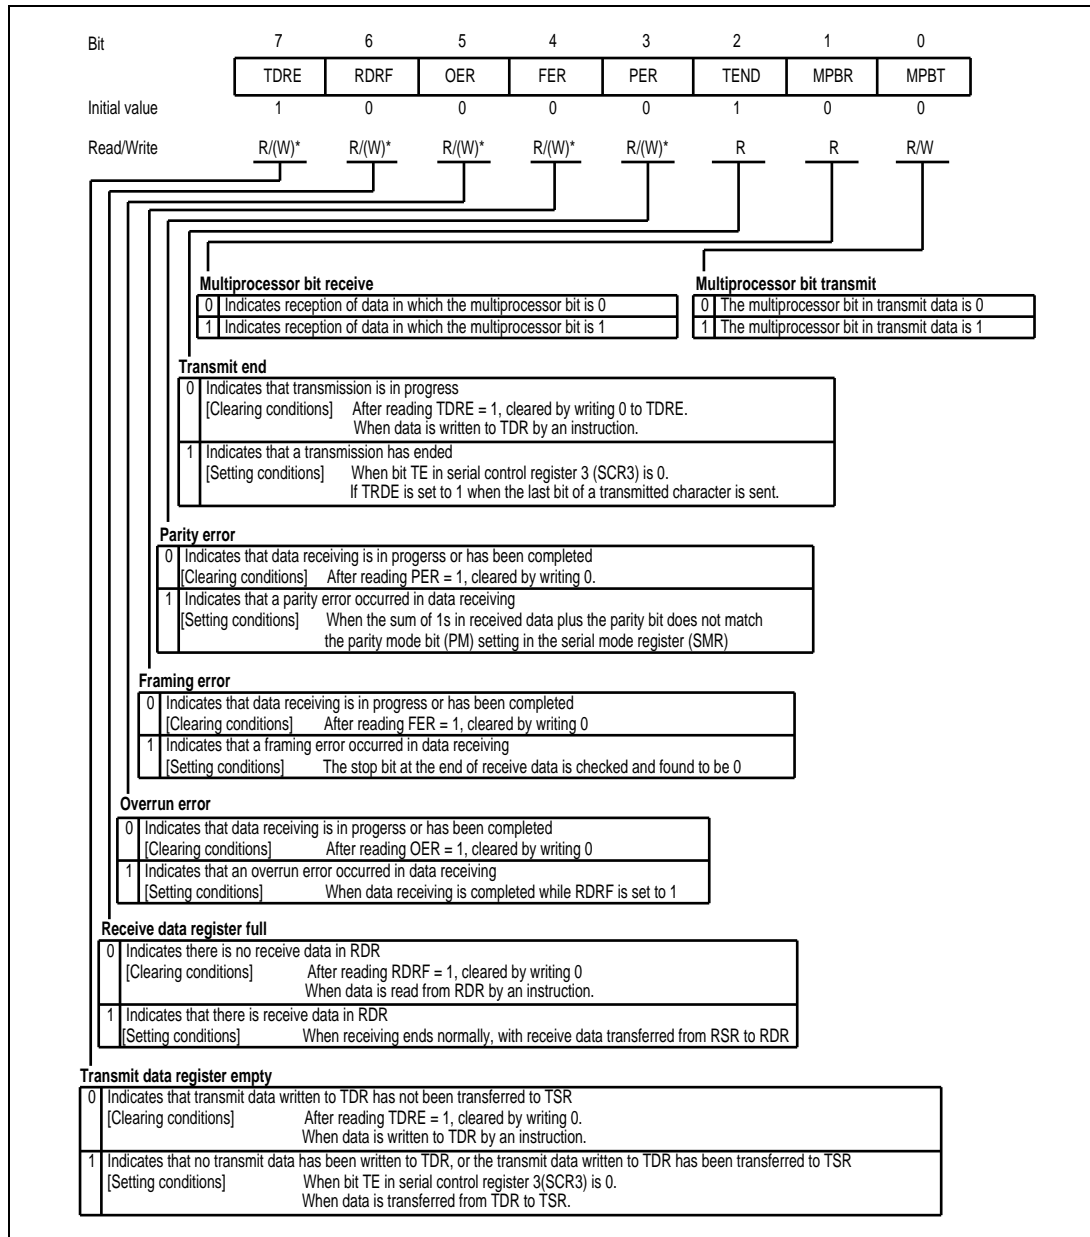 Bit 7 6 5 4 3 2 1 0
TDRE RDRF OER FER PER TEND MPBR MPBT
Initial value 1 0 0 0 0 1 0 0
Read/Write R/(W)* R/(W)* R/(W)* R/(W)* R/(W)* R R R/W
Multiprocessor bit receive
0 Indicates reception of data in which the multiprocessor bit is 0
1 Indicates reception of data in which the multiprocessor bit is 1
Multiprocessor bit transmit
0 The multiprocessor bit in transmit data is 0
1 The multiprocessor bit in transmit data is 1
Transmit end
0 Indicates that transmission is in progress
[Clearing conditions] After reading TDRE = 1, cleared by writing 0 to TDRE.
When data is written to TDR by an instruction.
1 Indicates that a transmission has ended
[Setting conditions] When bit TE in serial control register 3 (SCR3) is 0.
If TRDE is set to 1 when the last bit of a transmitted character is sent.
Parity error
0 Indicates that data receiving is in progerss or has been completed
[Clearing conditions] After reading PER = 1, cleared by writing 0.
1 Indicates that a parity error occurred in data receiving
[Setting conditions] When the sum of 1s in received data plus the parity bit does not match
the parity mode bit (PM) setting in the serial mode register (SMR)
Framing error
0 Indicates that data receiving is in progress or has been completed
[Clearing conditions] After reading FER = 1, cleared by writing 0
1 Indicates that a framing error occurred in data receiving
[Setting conditions] The stop bit at the end of receive data is checked and found to be 0
Overrun error
0 Indicates that data receiving is in progerss or has been completed
[Clearing conditions] After reading OER = 1, cleared by writing 0
1 Indicates that an overrun error occurred in data receiving
[Setting conditions] When data receiving is completed while RDRF is set to 1
Receive data register full
0 Indicates there is no receive data in RDR
[Clearing conditions] After reading RDRF = 1, cleared by writing 0
When data is read from RDR by an instruction.
1 Indicates that there is receive data in RDR
[Setting conditions] When receiving ends normally, with receive data transferred from RSR to RDR
Transmit data register empty
0 Indicates that transmit data written to TDR has not been transferred to TSR
[Clearing conditions] After reading TDRE = 1, cleared by writing 0.
When data is written to TDR by an instruction.
1 Indicates that no transmit data has been written to TDR, or the transmit data written to TDR has been transferred to TSR
[Setting conditions] When bit TE in serial control register 3(SCR3) is 0.
When data is transferred from TDR to TSR.